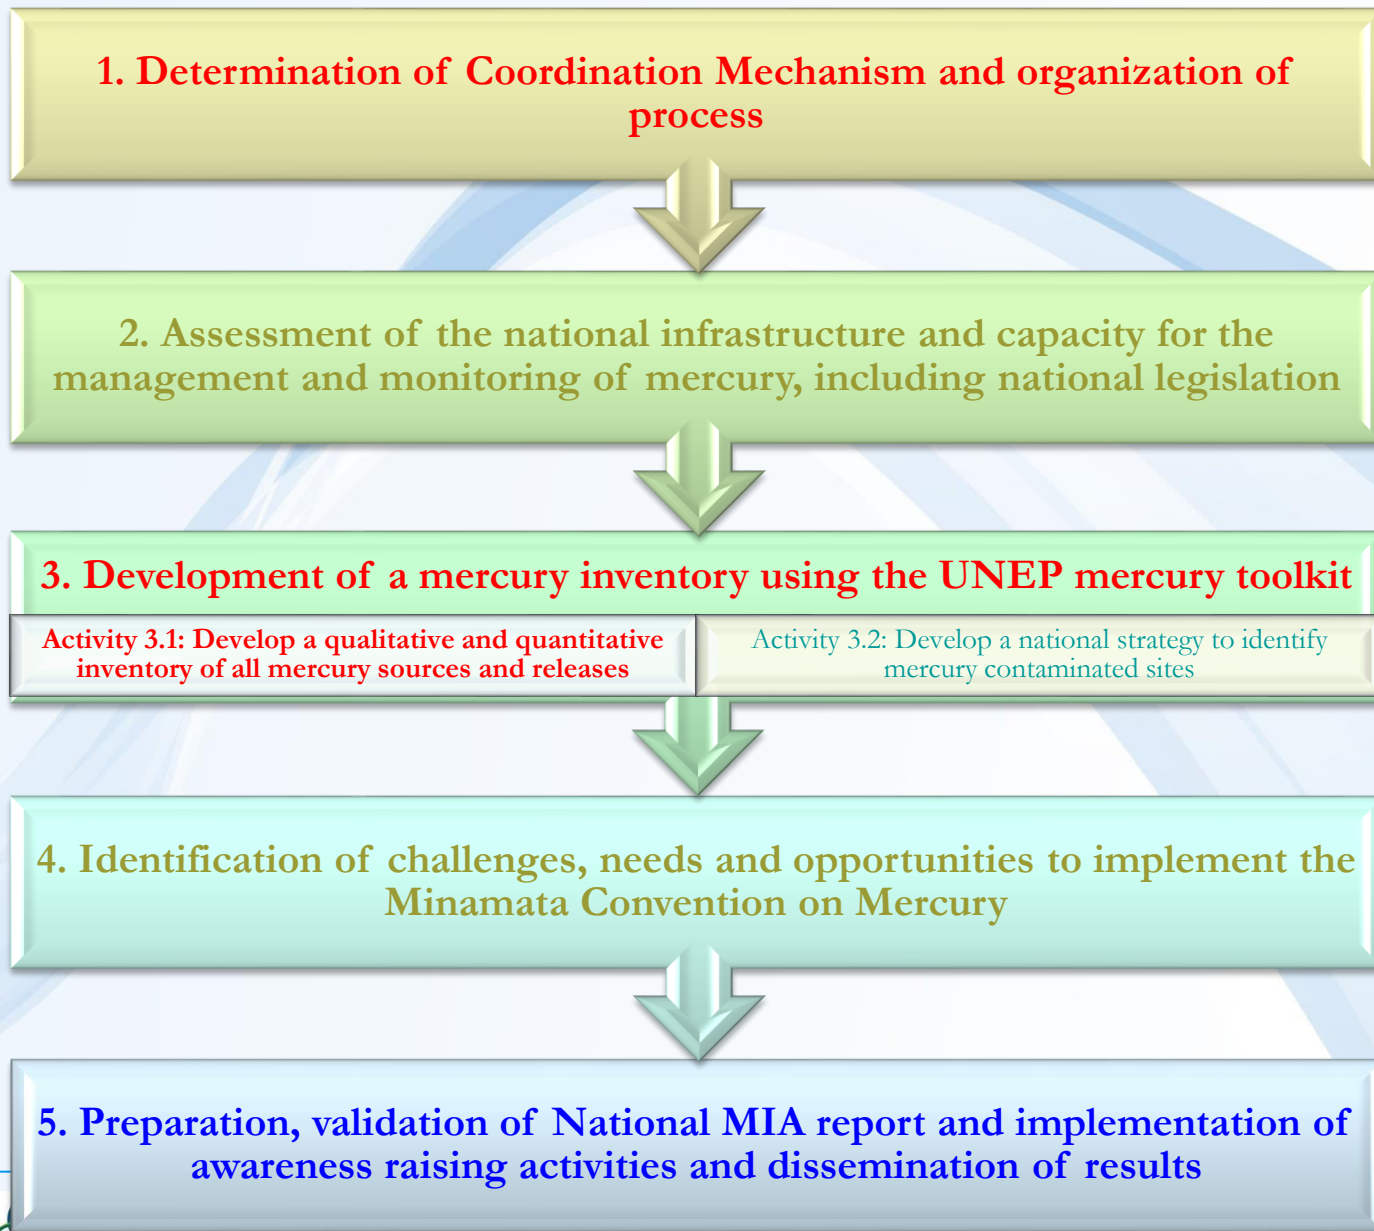 1. Determination of Coordination Mechanism and organization of
process
2. Assessment of the national infrastructure and capacity for the
management and monitoring of mercury, including national legislation
3. Development of a mercury inventory using the UNEP mercury toolkit
Activity 3.1: Develop a qualitative and quantitative
inventory of all mercury sources and releases
Activity 3.2: Develop a national strategy to identify
mercury contaminated sites
4. Identification of challenges, needs and opportunities to implement the
Minamata Convention on Mercury
5. Preparation, validation of National MIA report and implementation of
awareness raising activities and dissemination of results